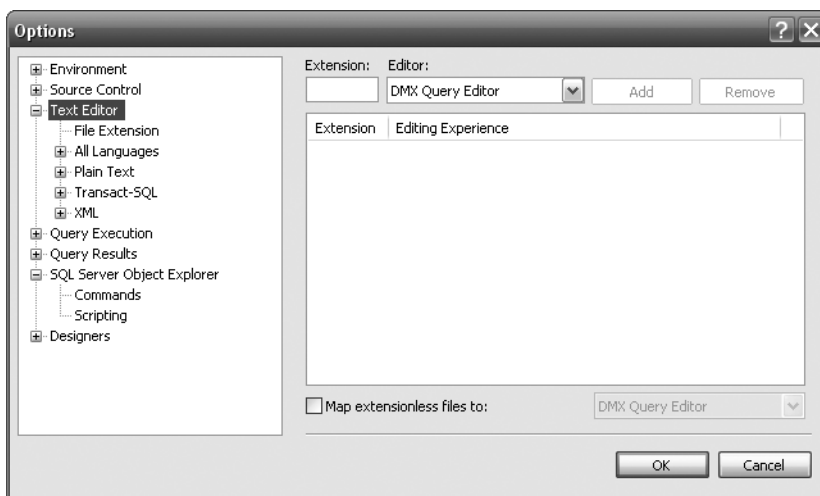 Options
Environment
Source Control
Text Editor
File Extension
All Languages
Plain Text
Transact-SQL
XML
Query Execution
Query Results
SQL Server Object Explorer
Commands
Scripting
Designers
Extension: Editor:
DMX Query Editor Add Remove
Extension Editing Experience
Map extensionless files to: DMX Query Editor
OK Cancel